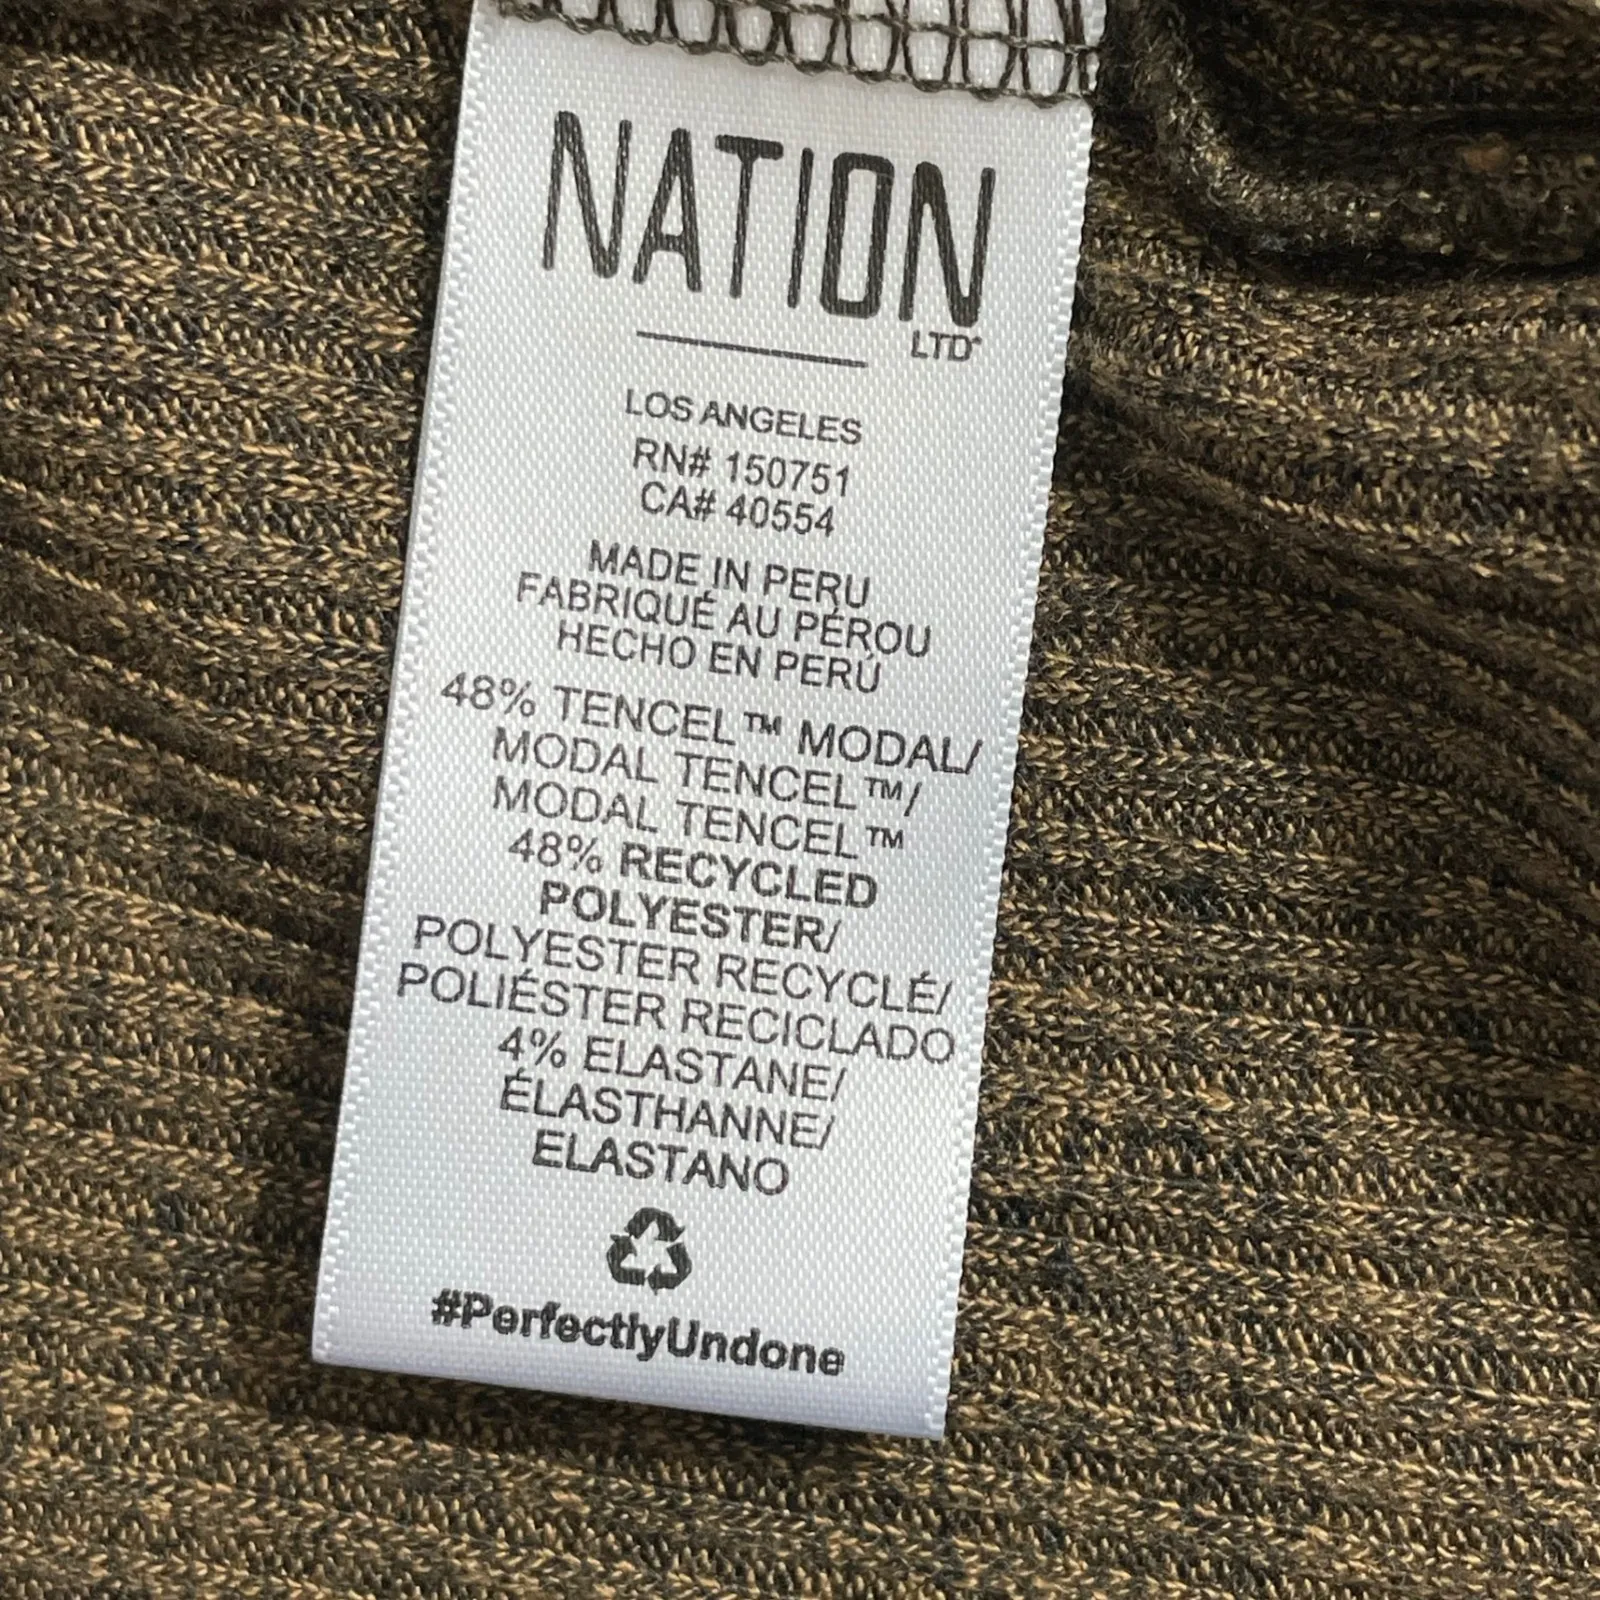 NATION
LTD
LOS ANGELES
RN# 150751
CA# 40554
MADE IN PERU
FABRIQUÉ AU PÉROU
HECHO EN PERÚ
48% TENCEL™ MODAL/
MODAL TENCEL™/
MODAL TENCEL™
48% RECYCLED
POLYESTER/
POLYESTER RECYCLÉ/
POLIÉSTER RECICLADO
4% ELASTANE/
ÉLASTHANNE/
ELASTANO
#PerfectlyUndone